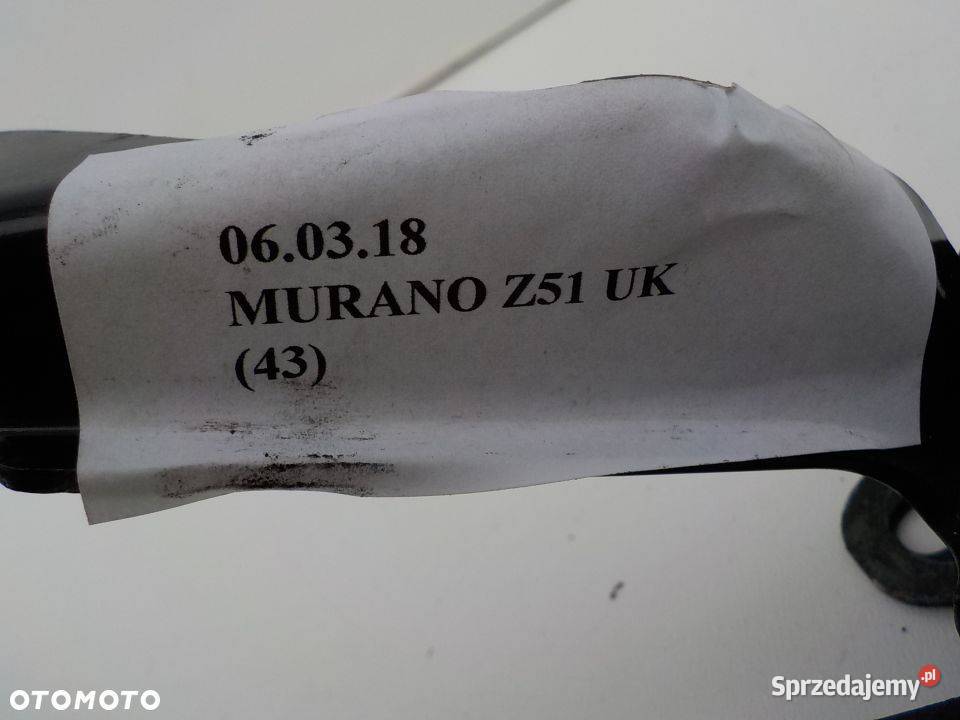 06.03.18
MURANO Z51 UK
(43)
OTOMOTO
Sprzedajemy.pl